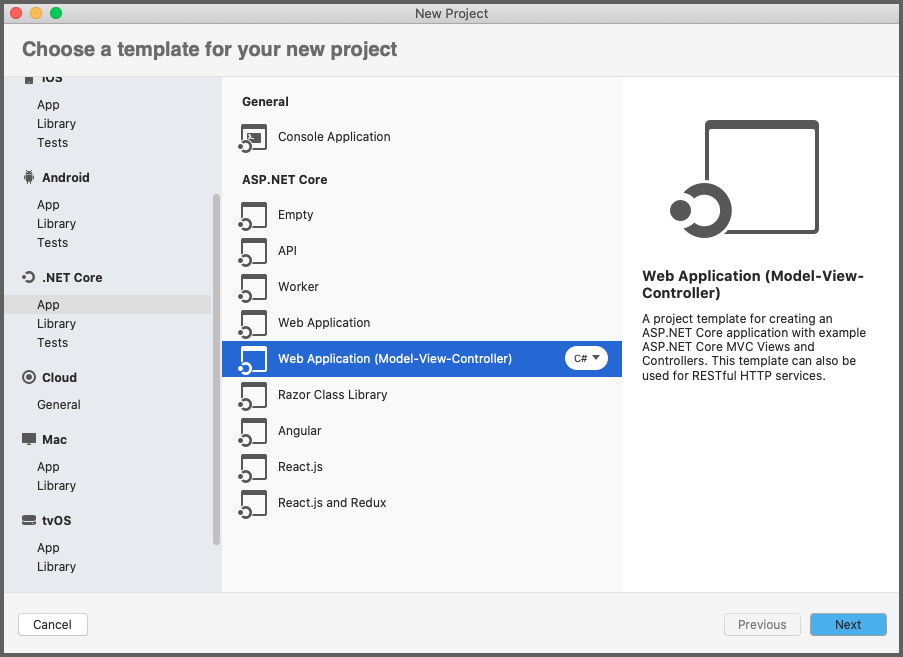 New Project
Choose a template for your new project
iOS
App
Library
Tests
Android
App
Library
Tests
.NET Core
App
Library
Tests
Cloud
General
Mac
App
Library
tvOS
App
Library
General
Console Application
ASP.NET Core
Empty
API
Worker
Web Application
Web Application (Model-View-Controller)
C#
Razor Class Library
Angular
React.js
React.js and Redux
Web Application (Model-View-
Controller)
A project template for creating an
ASP.NET Core application with example
ASP.NET Core MVC Views and
Controllers. This template can also be
used for RESTful HTTP services.
Cancel
Previous
Next